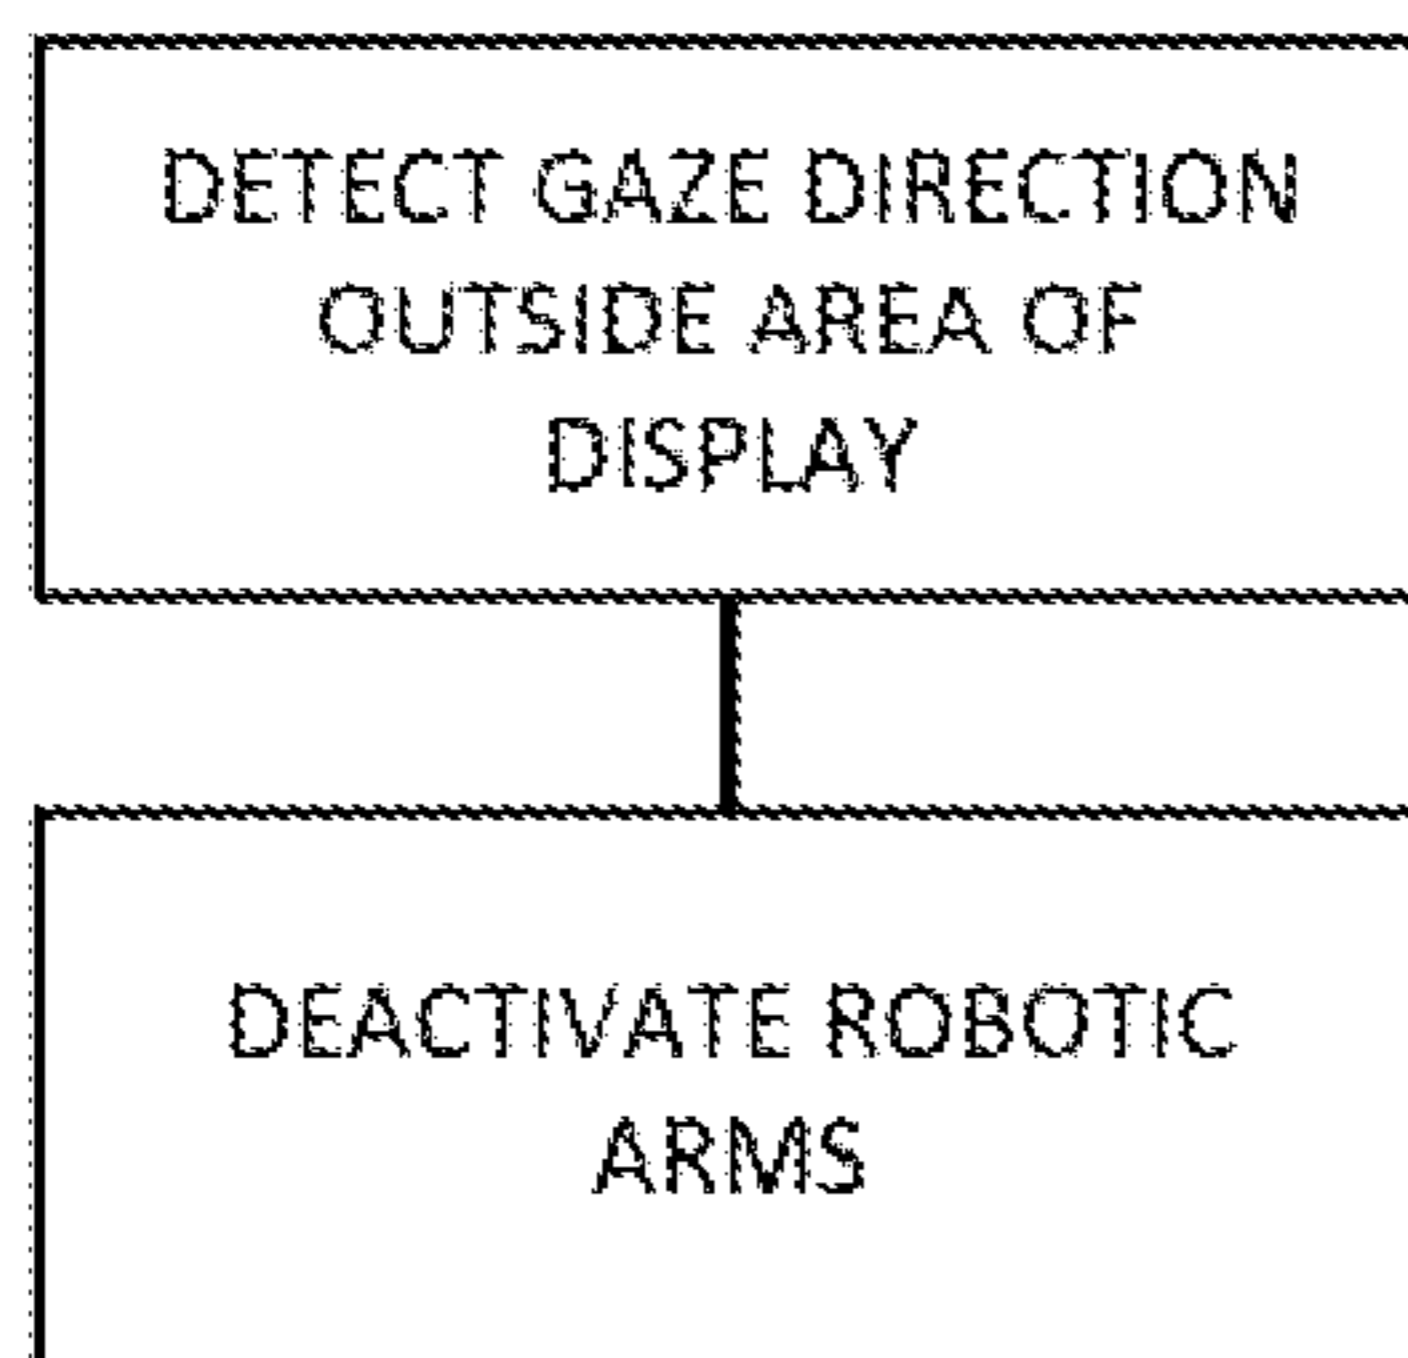 DETECT GAZE DIRECTION
OUTSIDE AREA OF
DISPLAY
DEACTIVATE ROBOTIC
ARMS